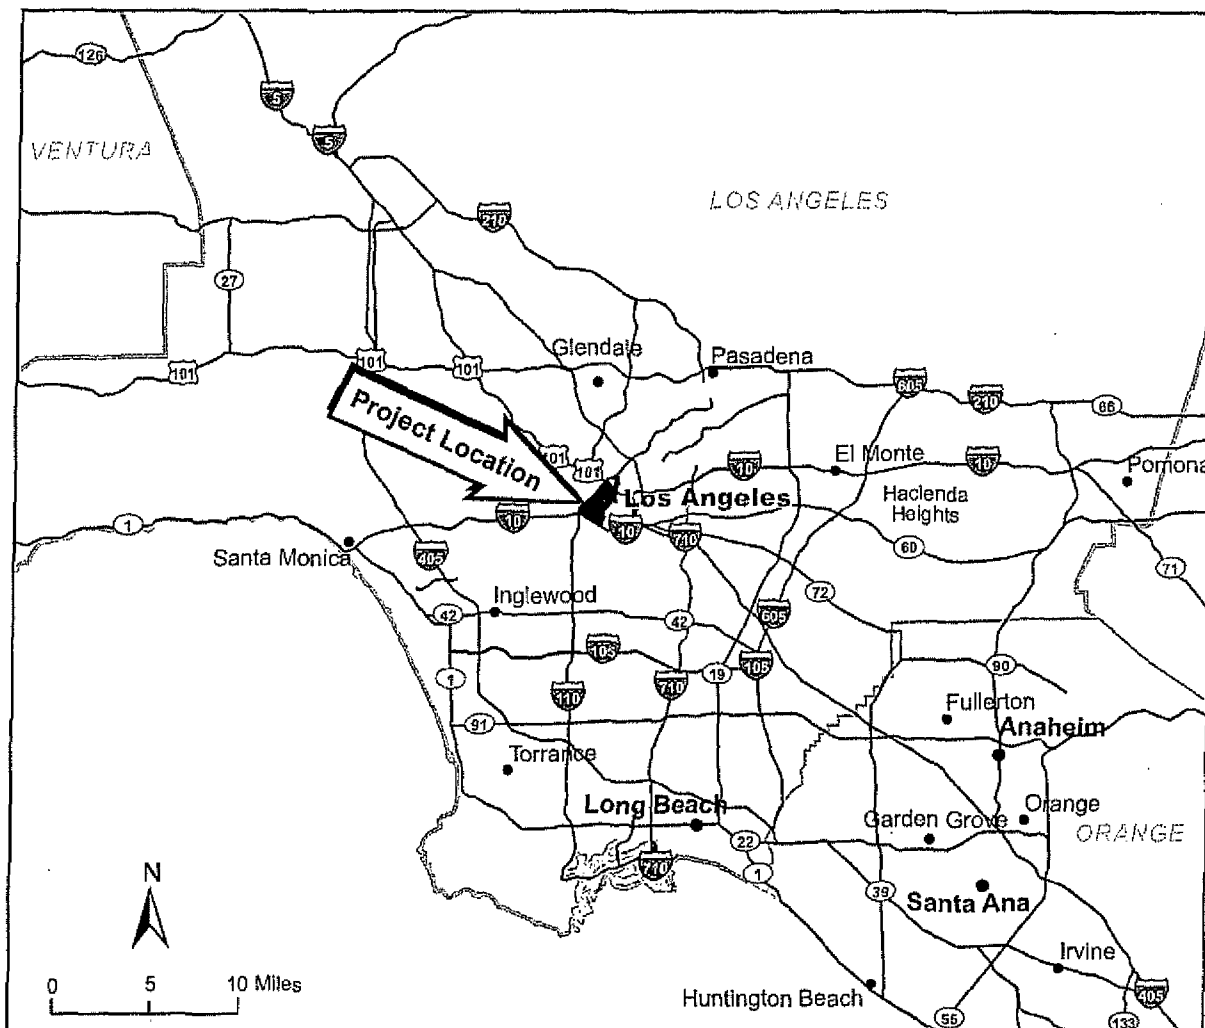 126
5
VENTURA
5
LOS ANGELES
210
27
Glendale
Pasadena
101
101
101
605
210
66
Project Location
101
101
El Monte
10
10
Pomona
Los Angeles
Hacienda
Heights
1
10
10
710
60
Santa Monica
405
71
Inglewood
72
42
42
605
105
105
90
1
110
710
19
Fullerton
91
Anaheim
Torrance
Long Beach
Orange
Garden Grove
ORANGE
22
710
1
N
39
Santa Ana
Irvine
0
5
10 Miles
Huntington Beach
405
55
133